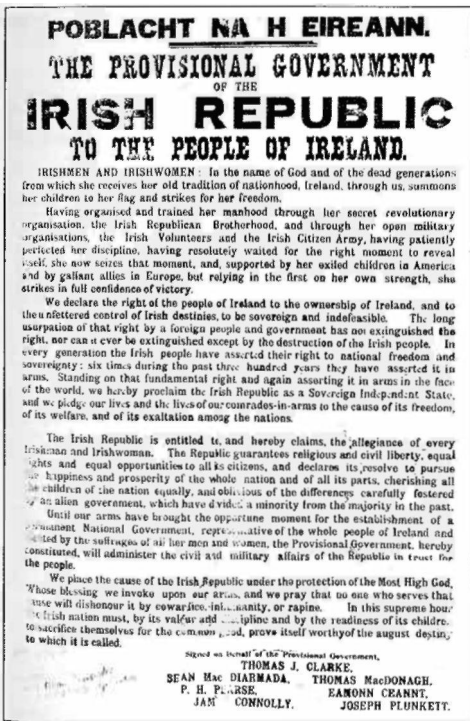 POBLACHT NA H EIREANN.
THE PROVISIONAL GOVERNMENT
OF THE
IRISH REPUBLIC
TO THE PEOPLE OF IRELAND.
IRISHMEN AND IRISHWOMEN: In the name of God and of the dead generations
from which she receives her old tradition of nationhood, Ireland, through us, summons
her children to her flag and strikes for her freedom.
Having organised and trained her manhood through her secret revolutionary
organisation, the Irish Republican Brotherhood, and through her open military
organisations, the Irish Volunteers and the Irish Citizen Army, having patiently
perfected her discipline, having resolutely waited for the right moment to reveal
itself, she now seizes that moment, and, supported by her exiled children in America
and by gallant allies in Europe, but relying in the first on her own strength, she
strikes in full confidence of victory.
We declare the right of the people of Ireland to the ownership of Ireland, and to
the unfettered control of Irish destinies, to be sovereign and indefeasible. The long
usurpation of that right by a foreign people and government has not extinguished the
right, nor can it ever be extinguished except by the destruction of the Irish people. In
every generation the Irish people have asserted their right to national freedom and
sovereignty; six times during the past three hundred years they have asserted it in
arms. Standing on that fundamental right and again asserting it in arms in the face
of the world, we hereby proclaim the Irish Republic as a Sovereign Independent State,
and we pledge our lives and the lives of our comrades-in-arms to the cause of its freedom,
of its welfare, and of its exaltation among the nations.
The Irish Republic is entitled to, and hereby claims, the allegiance of every
Irishman and Irishwoman. The Republic guarantees religious and civil liberty, equal
rights and equal opportunities to all its citizens, and declares its resolve to pursue
the happiness and prosperity of the whole nation and of all its parts, cherishing all
the children of the nation equally, and oblivious of the differences carefully fostered
by an alien government, which have divided a minority from the majority in the past.
Until our arms have brought the opportune moment for the establishment of a
permanent National Government, representative of the whole people of Ireland and
elected by the suffrages of all her men and women, the Provisional Government, hereby
constituted, will administer the civil and military affairs of the Republic in trust for
the people.
We place the cause of the Irish Republic under the protection of the Most High God,
Whose blessing we invoke upon our arms, and we pray that no one who serves that
cause will dishonour it by cowardice, inhumanity, or rapine. In this supreme hour
the Irish nation must, by its valour and discipline and by the readiness of its children
to sacrifice themselves for the common good, prove itself worthy of the august destiny
to which it is called.
Signed on Behalf of the Provisional Government,
THOMAS J. CLARKE.
SEAN Mac DIARMADA, THOMAS MacDONAGH.
P. H. PEARSE, EAMONN CEANNT,
JAMES CONNOLLY. JOSEPH PLUNKETT.